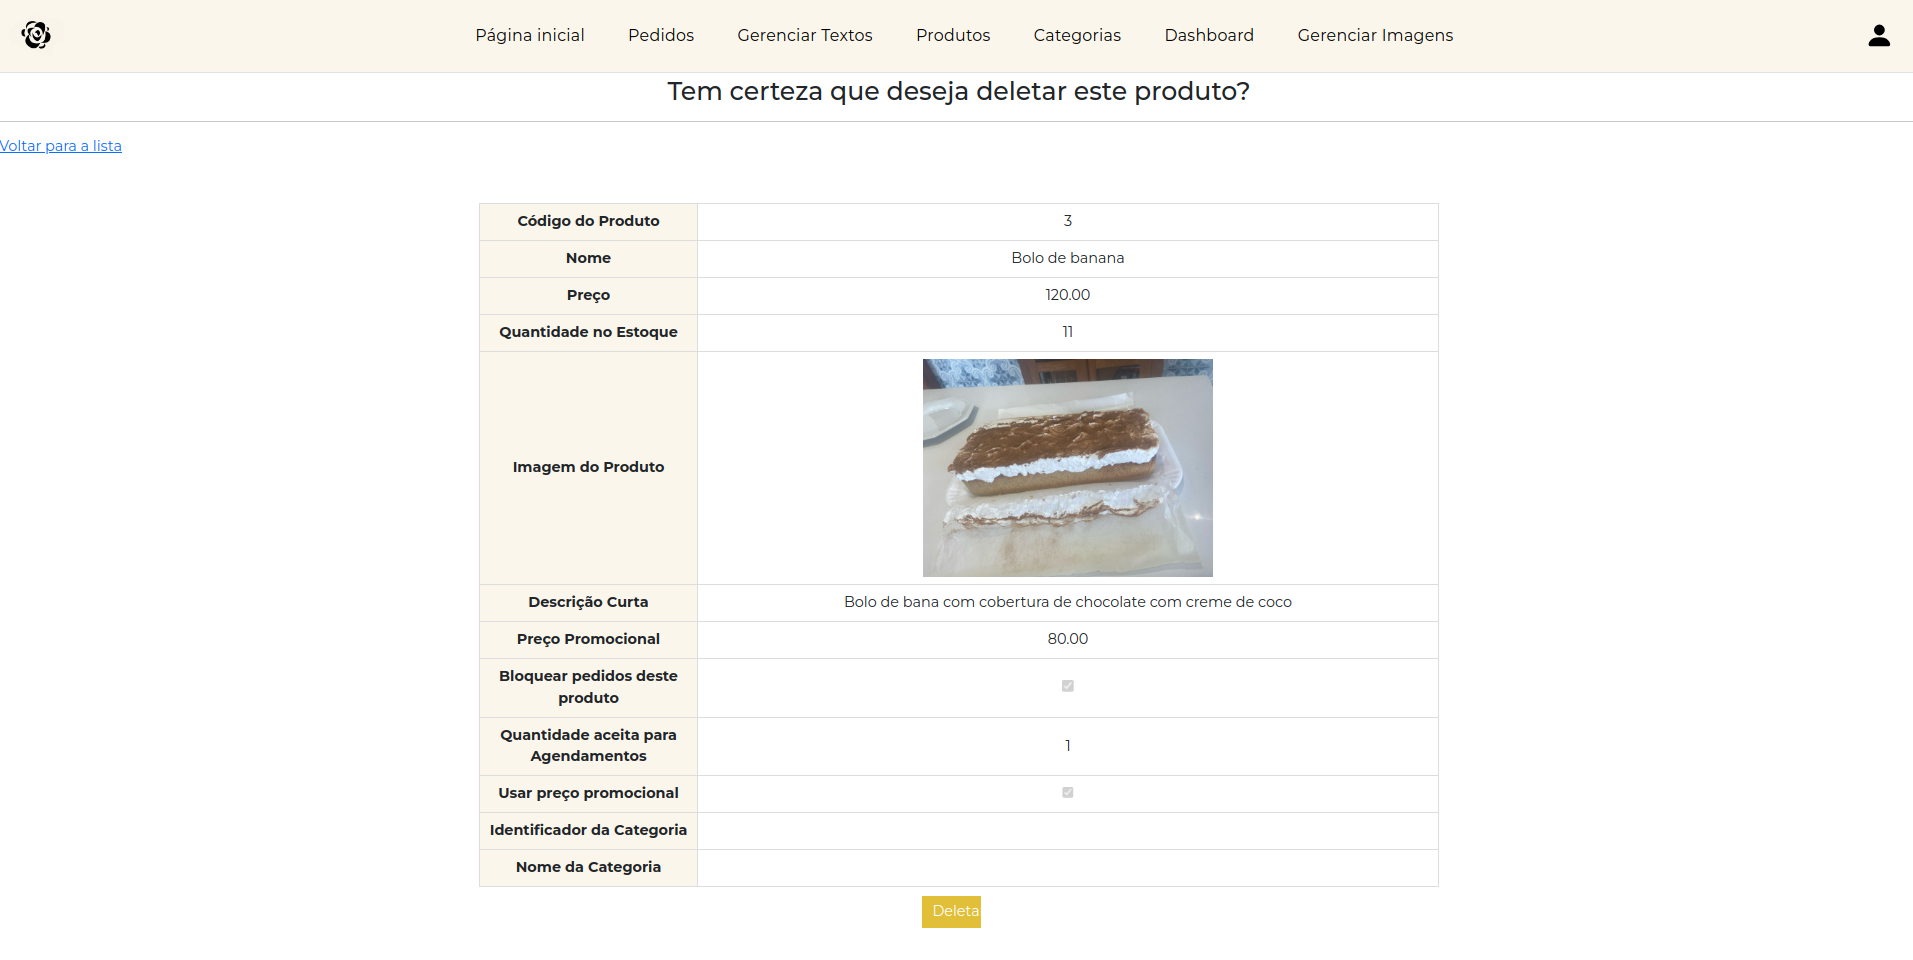 Página inicial Pedidos Gerenciar Textos Produtos Categorias Dashboard Gerenciar Imagens
Tem certeza que deseja deletar este produto?
Voltar para a lista
Código do Produto 3
Nome Bolo de banana
Preço 120.00
Quantidade no Estoque 11
Imagem do Produto
Descrição Curta Bolo de bana com cobertura de chocolate com creme de coco
Preço Promocional 80.00
Bloquear pedidos deste
produto
Quantidade aceita para
Agendamentos 1
Usar preço promocional
Identificador da Categoria
Nome da Categoria
Deleta